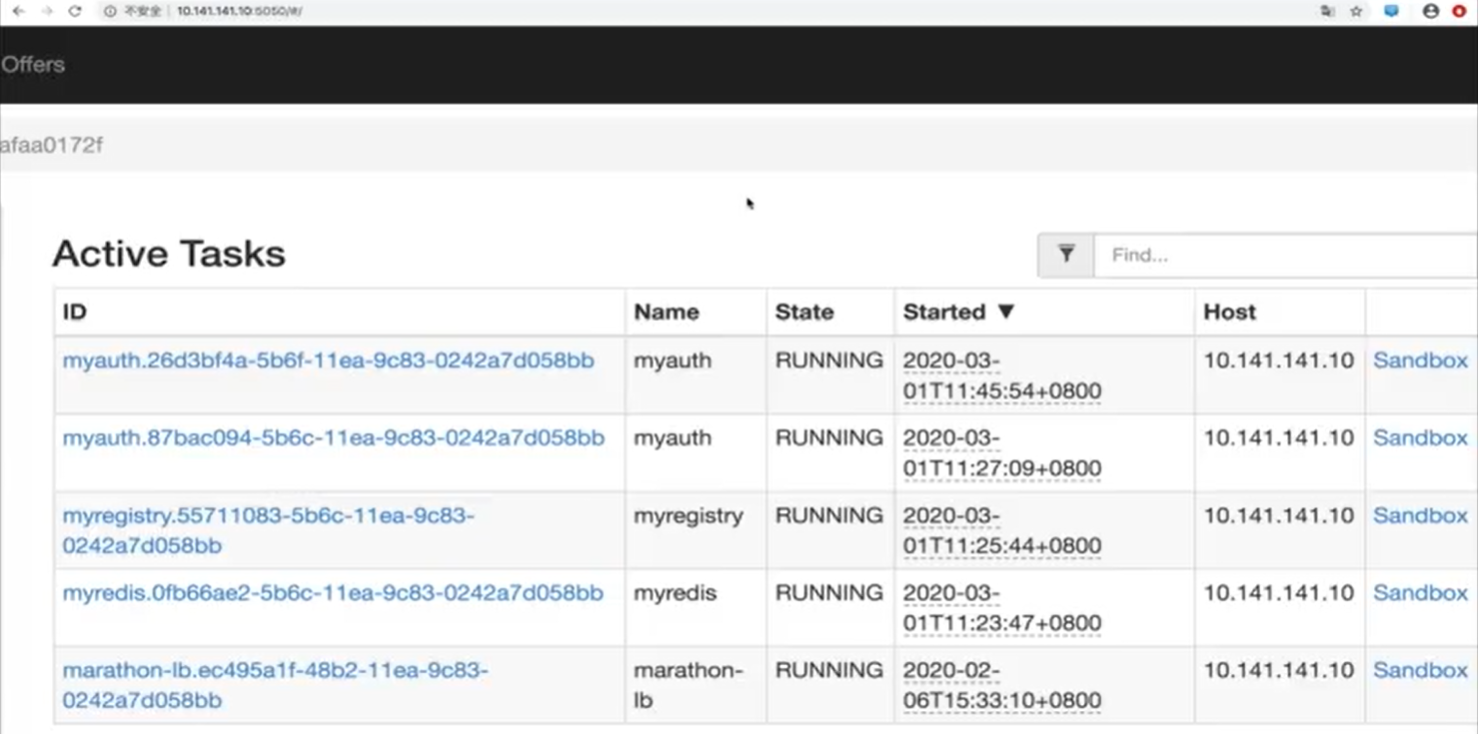 不安全 10.141.141.10:5050/#/
Offers
afaa0172f
Active Tasks
Find...
ID Name State Started ▼ Host
myauth.26d3bf4a-5b6f-11ea-9c83-0242a7d058bb myauth RUNNING 2020-03-
01T11:45:54+0800 10.141.141.10 Sandbox
myauth.87bac094-5b6c-11ea-9c83-0242a7d058bb myauth RUNNING 2020-03-
01T11:27:09+0800 10.141.141.10 Sandbox
myregistry.55711083-5b6c-11ea-9c83-
0242a7d058bb myregistry RUNNING 2020-03-
01T11:25:44+0800 10.141.141.10 Sandbox
myredis.0fb66ae2-5b6c-11ea-9c83-0242a7d058bb myredis RUNNING 2020-03-
01T11:23:47+0800 10.141.141.10 Sandbox
marathon-lb.ec495a1f-48b2-11ea-9c83-
0242a7d058bb marathon-
lb RUNNING 2020-02-
06T15:33:10+0800 10.141.141.10 Sandbox